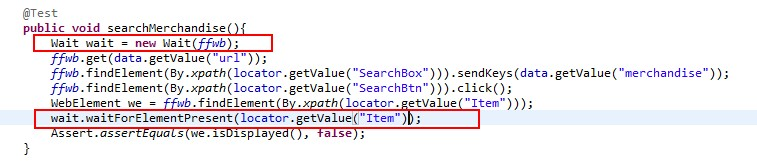 @Test
public void searchMerchandise(){
Wait wait = new Wait(ffwb);
ffwb.get(data.getValue("url"));
ffwb.findElement(By.xpath(locator.getValue("SearchBox"))).sendKeys(data.getValue("merchandise"));
ffwb.findElement(By.xpath(locator.getValue("SearchBtn"))).click();
WebElement we = ffwb.findElement(By.xpath(locator.getValue("Item")));
wait.waitForElementPresent(locator.getValue("Item"));
Assert.assertEquals(we.isDisplayed(), false);
}